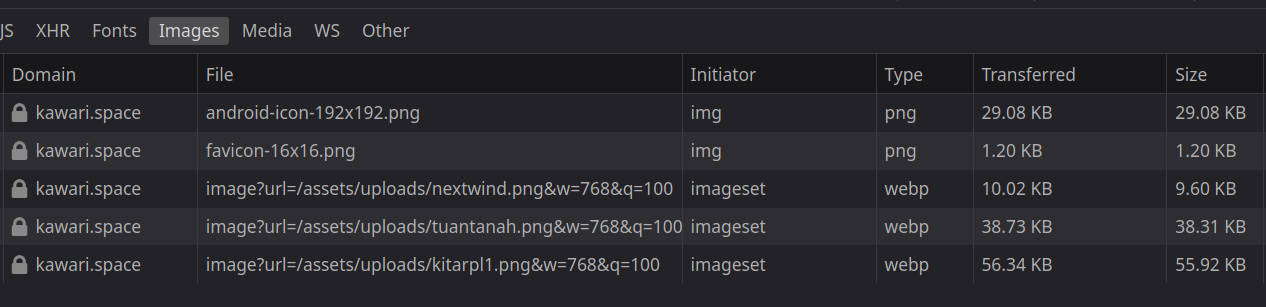 JS XHR Fonts Images Media WS Other
Domain File Initiator Type Transferred Size
kawari.space android-icon-192x192.png img png 29.08 KB 29.08 KB
kawari.space favicon-16x16.png img png 1.20 KB 1.20 KB
kawari.space image?url=/assets/uploads/nextwind.png&w=768&q=100 imageset webp 10.02 KB 9.60 KB
kawari.space image?url=/assets/uploads/tuantanah.png&w=768&q=100 imageset webp 38.73 KB 38.31 KB
kawari.space image?url=/assets/uploads/kitarpl1.png&w=768&q=100 imageset webp 56.34 KB 55.92 KB